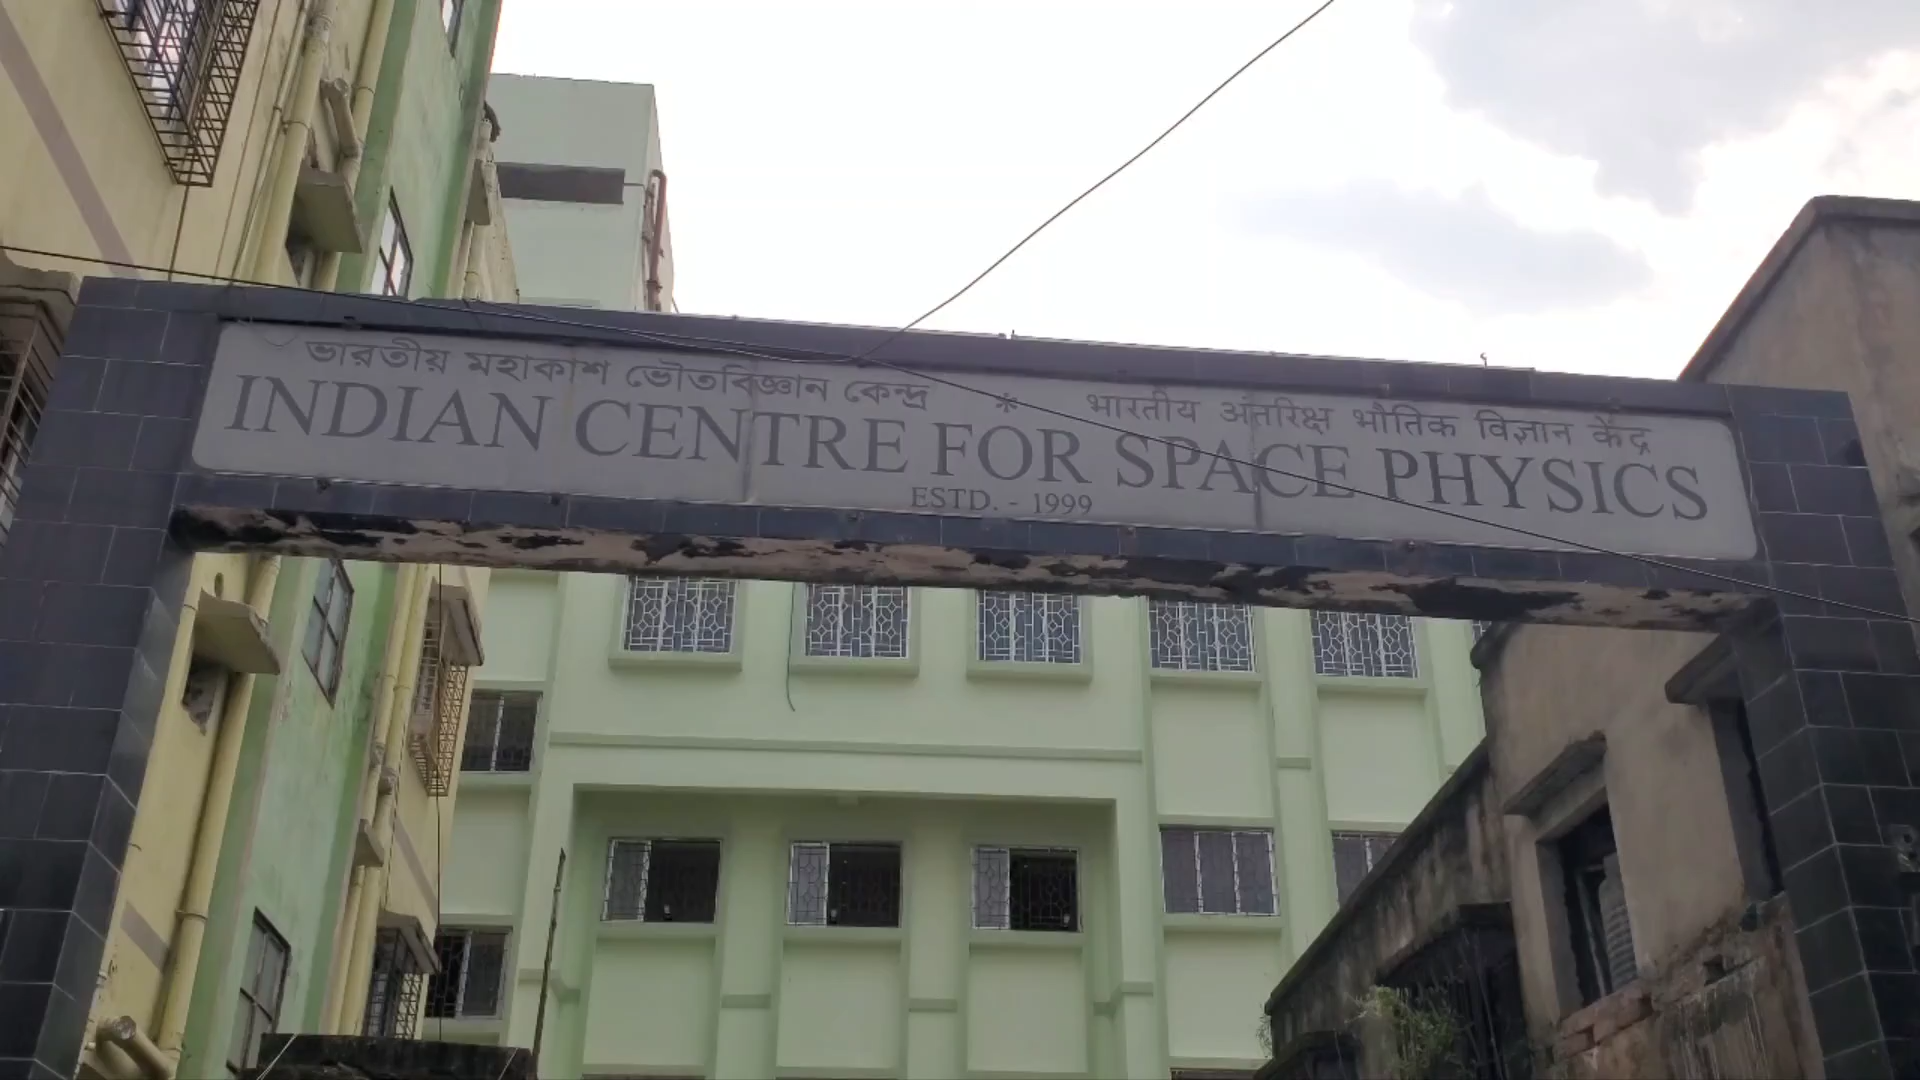 ভারতীয় মহাকাশ ভৌতবিজ্ঞান কেন্দ্র * भारतीय अंतरिक्ष भौतिक विज्ञान केंद्र
INDIAN CENTRE FOR SPACE PHYSICS
ESTD. - 1999